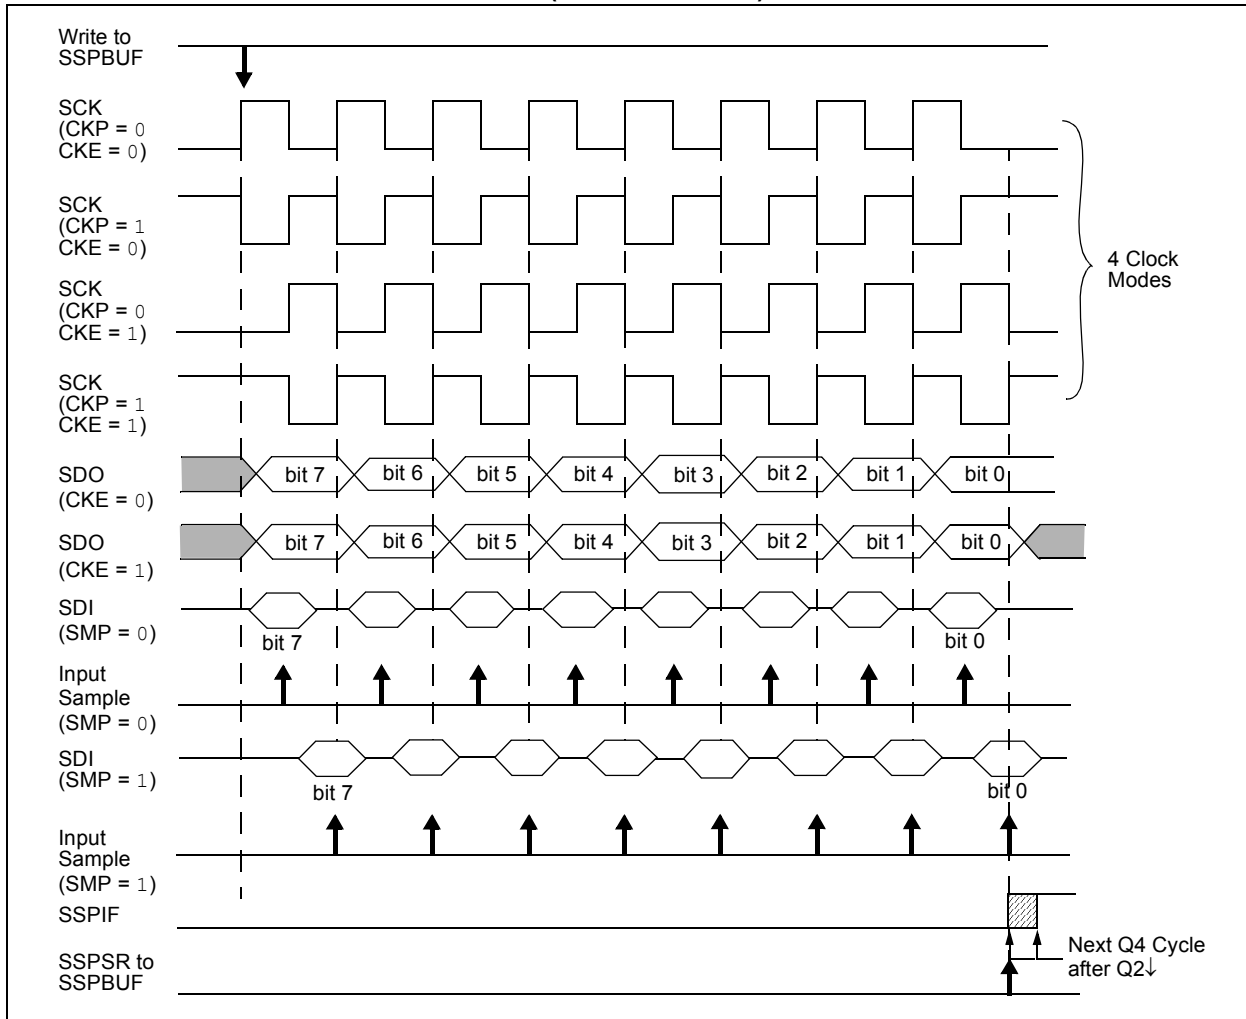 Write to
SSPBUF
SCK
(CKP = 0
CKE = 0)
SCK
(CKP = 1
CKE = 0)
4 Clock
Modes
SCK
(CKP = 0
CKE = 1)
SCK
(CKP = 1
CKE = 1)
SDO
(CKE = 0)
bit 7 bit 6 bit 5 bit 4 bit 3 bit 2 bit 1 bit 0
SDO
(CKE = 1)
bit 7 bit 6 bit 5 bit 4 bit 3 bit 2 bit 1 bit 0
SDI
(SMP = 0)
bit 7 bit 0
Input
Sample
(SMP = 0)
SDI
(SMP = 1)
bit 7 bit 0
Input
Sample
(SMP = 1)
SSPIF
Next Q4 Cycle
after Q2↓
SSPSR to
SSPBUF